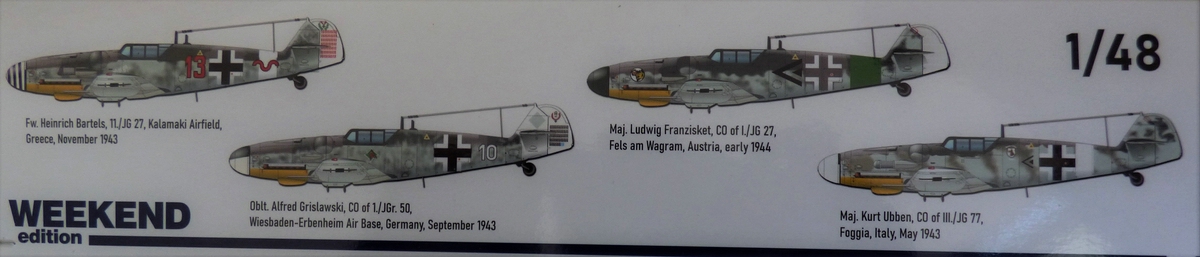 1/48
13
Fw. Heinrich Bartels, 11./JG 27, Kalamaki Airfield,
Greece, November 1943
10
Oblt. Alfred Grislawski, CO of 1./JGr. 50,
Wiesbaden-Erbenheim Air Base, Germany, September 1943
Maj. Ludwig Franzisket, CO of I./JG 27,
Fels am Wagram, Austria, early 1944
Maj. Kurt Ubben, CO of III./JG 77,
Foggia, Italy, May 1943
WEEKEND
edition